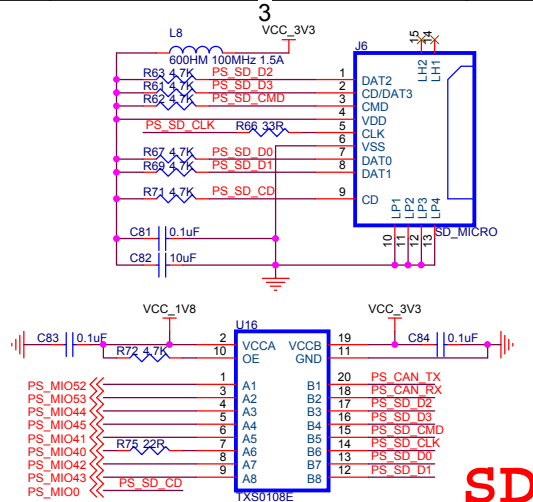 3
L8
VCC_3V3
600HM 100MHz 1.5A
J6
15
14
LH2
LH1
R63 4.7K PS_SD_D2 1 DAT2
R61 4.7K PS_SD_D3 2 CD/DAT3
R62 4.7K PS_SD_CMD 3 CMD
4 VDD
PS_SD_CLK R66 33R 5 CLK
6 VSS
R67 4.7K PS_SD_D0 7 DAT0
R69 4.7K PS_SD_D1 8 DAT1
R71 4.7K PS_SD_CD 9 CD
LP1
LP2
LP3
LP4
10
11
12
13
SD_MICRO
C81 0.1uF
C82 10uF
VCC_1V8
VCC_3V3
U16
C83 0.1uF 2 VCCA VCCB 19 C84 0.1uF
R72 4.7K 10 OE GND 11
PS_MIO52 1 A1 B1 20 PS_CAN_TX
PS_MIO53 3 A2 B2 18 PS_CAN_RX
PS_MIO44 4 A3 B3 17 PS_SD_D2
PS_MIO45 5 A4 B4 16 PS_SD_D3
PS_MIO41 6 A5 B5 15 PS_SD_CMD
PS_MIO40 R75 22R 7 A6 B6 14 PS_SD_CLK
PS_MIO42 8 A7 B7 13 PS_SD_D0
PS_MIO43 9 A8 B8 12 PS_SD_D1
PS_MIO0 PS_SD_CD
TXS0108E
SD